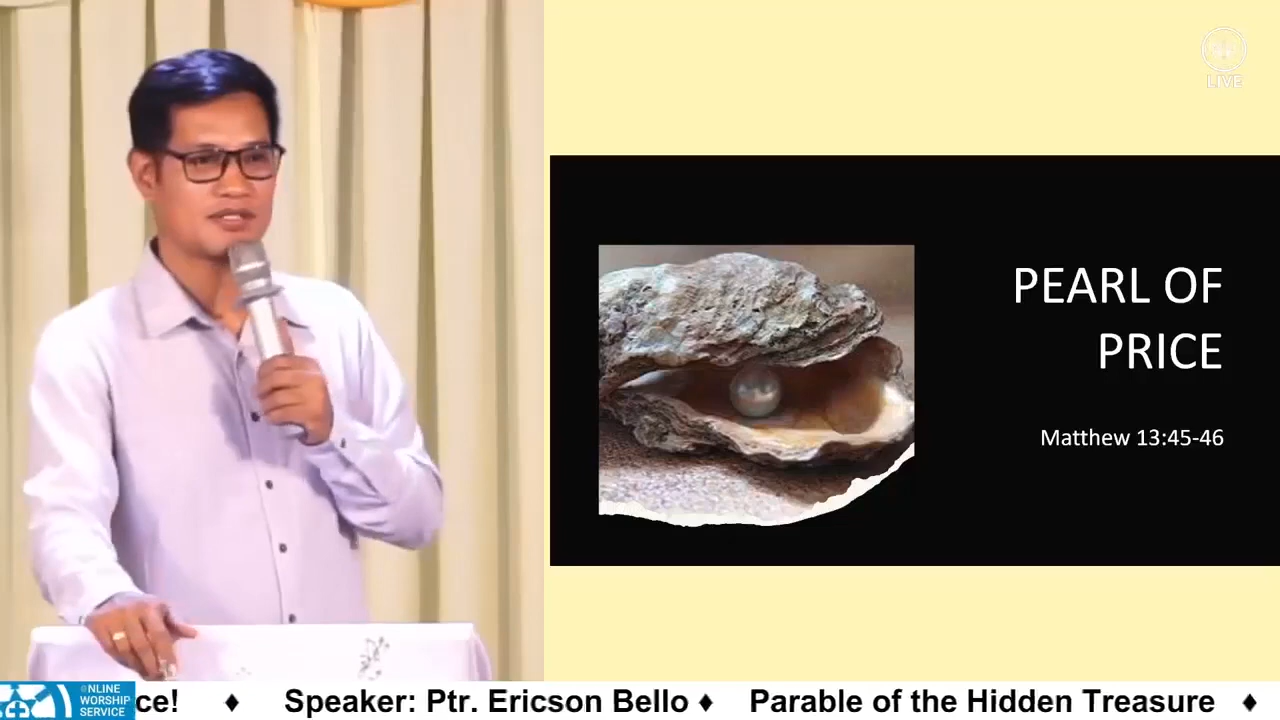 LIVE
PEARL OF
PRICE
Matthew 13:45-46
ONLINE
WORSHIP
SERVICE
ce! ♦ Speaker: Ptr. Ericson Bello ♦ Parable of the Hidden Treasure ♦